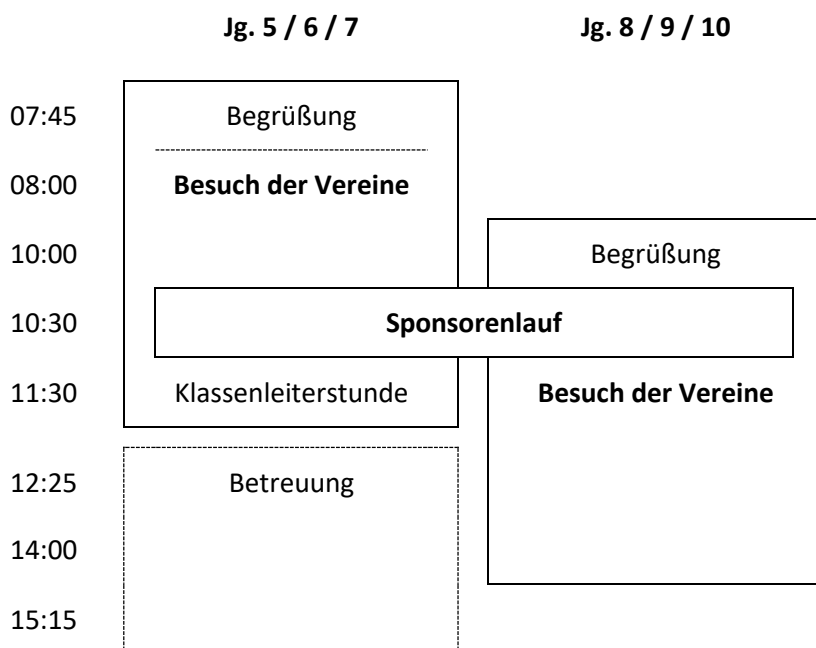 Jg. 5 / 6 / 7 Jg. 8 / 9 / 10
07:45 Begrüßung
08:00 Besuch der Vereine
10:00 Begrüßung
10:30 Sponsorenlauf
11:30 Klassenleiterstunde Besuch der Vereine
12:25 Betreuung
14:00
15:15